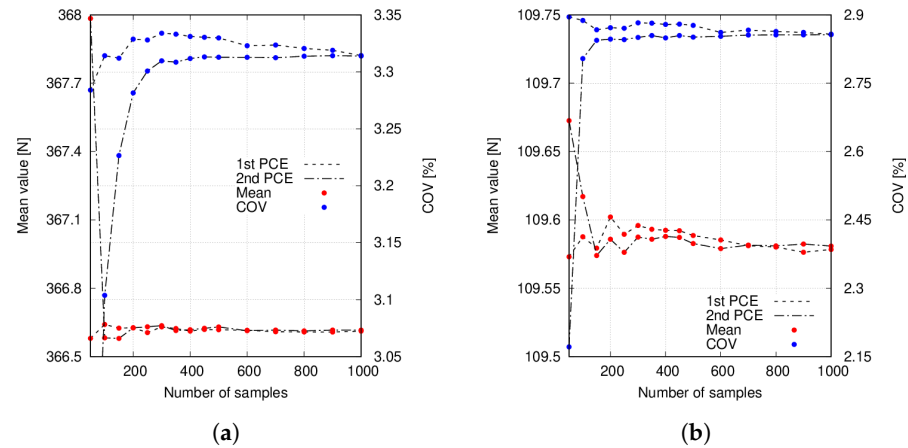 368
367.7
367.4
367.1
366.8
366.5
Mean value [N]
3.35
3.3
3.25
3.2
3.15
3.1
3.05
COV [%]
1st PCE
2nd PCE
Mean
COV
200 400 600 800 1000
Number of samples
(a)
109.75
109.7
109.65
109.6
109.55
109.5
Mean value [N]
2.9
2.75
2.6
2.45
2.3
2.15
COV [%]
1st PCE
2nd PCE
Mean
COV
200 400 600 800 1000
Number of samples
(b)